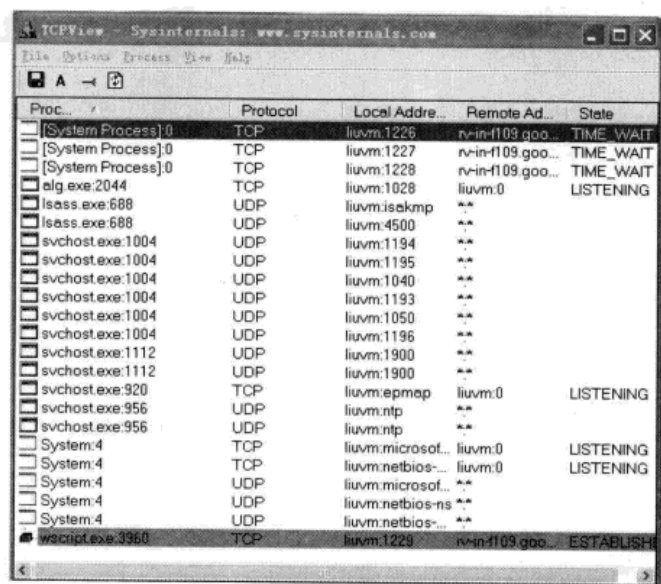 TCPView - Sysinternals: www.sysinternals.com
File Options Process View Help
A
Proc... Protocol Local Addre... Remote Ad... State
[System Process]:0 TCP liuvm:1226 rv-in-f109.goo... TIME_WAIT
[System Process]:0 TCP liuvm:1227 rv-in-f109.goo... TIME_WAIT
[System Process]:0 TCP liuvm:1228 rv-in-f109.goo... TIME_WAIT
alg.exe:2044 TCP liuvm:1028 liuvm:0 LISTENING
lsass.exe:688 UDP liuvm:isakmp *:*
lsass.exe:688 UDP liuvm:4500 *:*
svchost.exe:1004 UDP liuvm:1194 *:*
svchost.exe:1004 UDP liuvm:1195 *:*
svchost.exe:1004 UDP liuvm:1040 *:*
svchost.exe:1004 UDP liuvm:1193 *:*
svchost.exe:1004 UDP liuvm:1050 *:*
svchost.exe:1004 UDP liuvm:1196 *:*
svchost.exe:1112 UDP liuvm:1900 *:*
svchost.exe:1112 UDP liuvm:1900 *:*
svchost.exe:920 TCP liuvm:epmap liuvm:0 LISTENING
svchost.exe:956 UDP liuvm:ntp *:*
svchost.exe:956 UDP liuvm:ntp *:*
System:4 TCP liuvm:microsof... liuvm:0 LISTENING
System:4 TCP liuvm:netbios-... liuvm:0 LISTENING
System:4 UDP liuvm:microsof... *:*
System:4 UDP liuvm:netbios-ns *:*
System:4 UDP liuvm:netbios-... *:*
wscript.exe:3960 TCP liuvm:1229 rv-in-f109.goo... ESTABLISHE